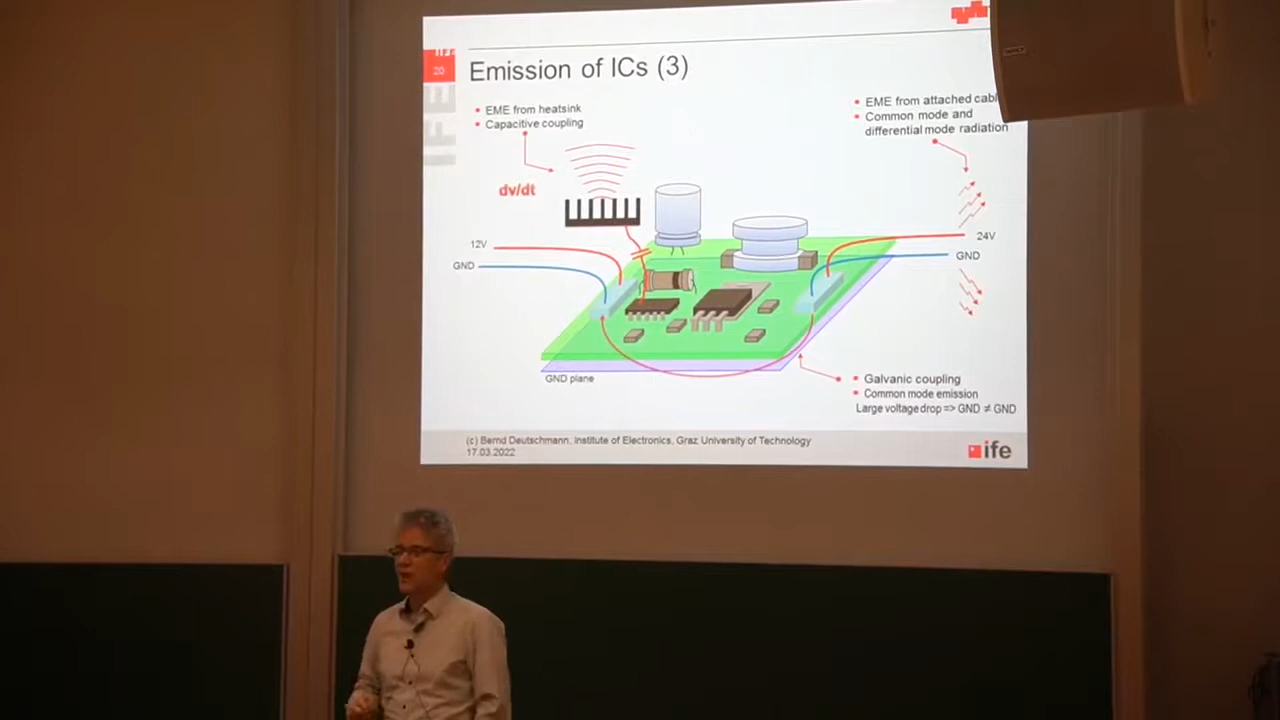 20
IFE
Emission of ICs (3)
• EME from heatsink
• Capacitive coupling
dv/dt
• EME from attached
• Common mode and
differential mode radiation
12V
GND
24V
GND
GND plane
• Galvanic coupling
• Common mode emission
Large voltage drop => GND ≠ GND
(c) Bernd Deutschmann, Institute of Electronics, Graz University of Technology
17.03.2022
ife